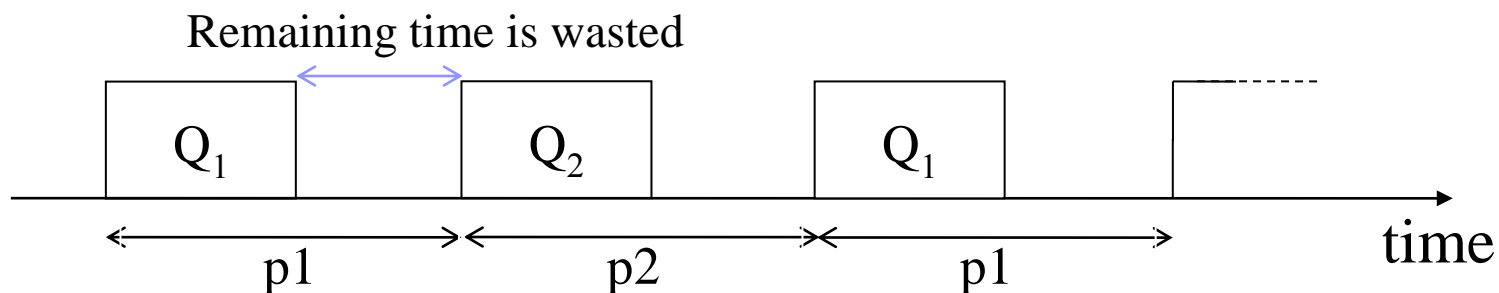 Remaining time is wasted
Q₁ Q₂ Q₁
time
p1 p2 p1